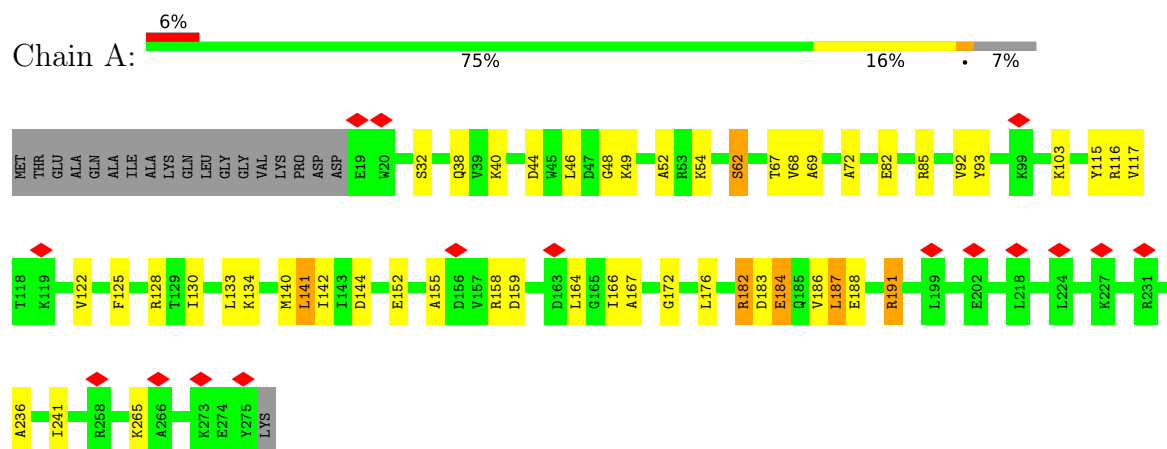 6%
Chain A:
75% 16% • 7%
MET THR GLU ALA GLN ALA ILE ALA LYS GLN LEU GLY GLY VAL LYS PRO ASP ASP E19 W20 S32 Q38 V39 K40 D44 W45 L46 D47 G48 K49 A52 R53 K54 S62 T67 V68 A69 A72 E82 R85 V92 Y93 K99 K103 Y115 R116 V117
T118 K119 V122 F125 R128 T129 I130 L133 K134 M140 L141 I142 I143 D144 E152 A155 D156 V157 R158 D159 D163 L164 G165 I166 A167 G172 L176 R182 D183 E184 Q185 V186 L187 E188 R191 L199 E202 L218 L224 K227 R231
A236 I241 R258 K265 A266 K273 E274 Y275 LYS